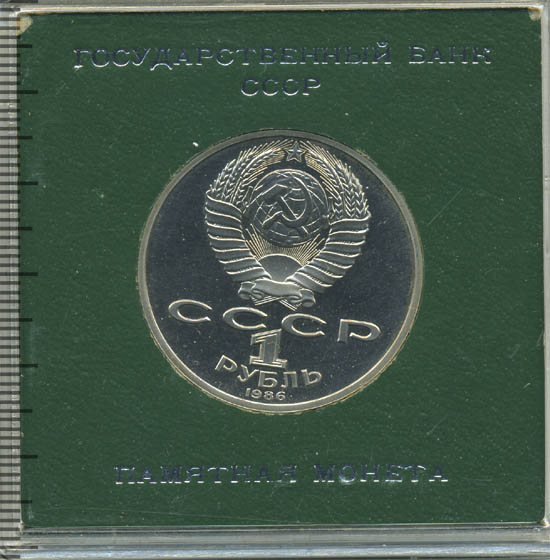 ГОСУДАРСТВЕННЫЙ БАНК
СССР
СССР
1
РУБЛЬ
1986
ПАМЯТНАЯ МОНЕТА